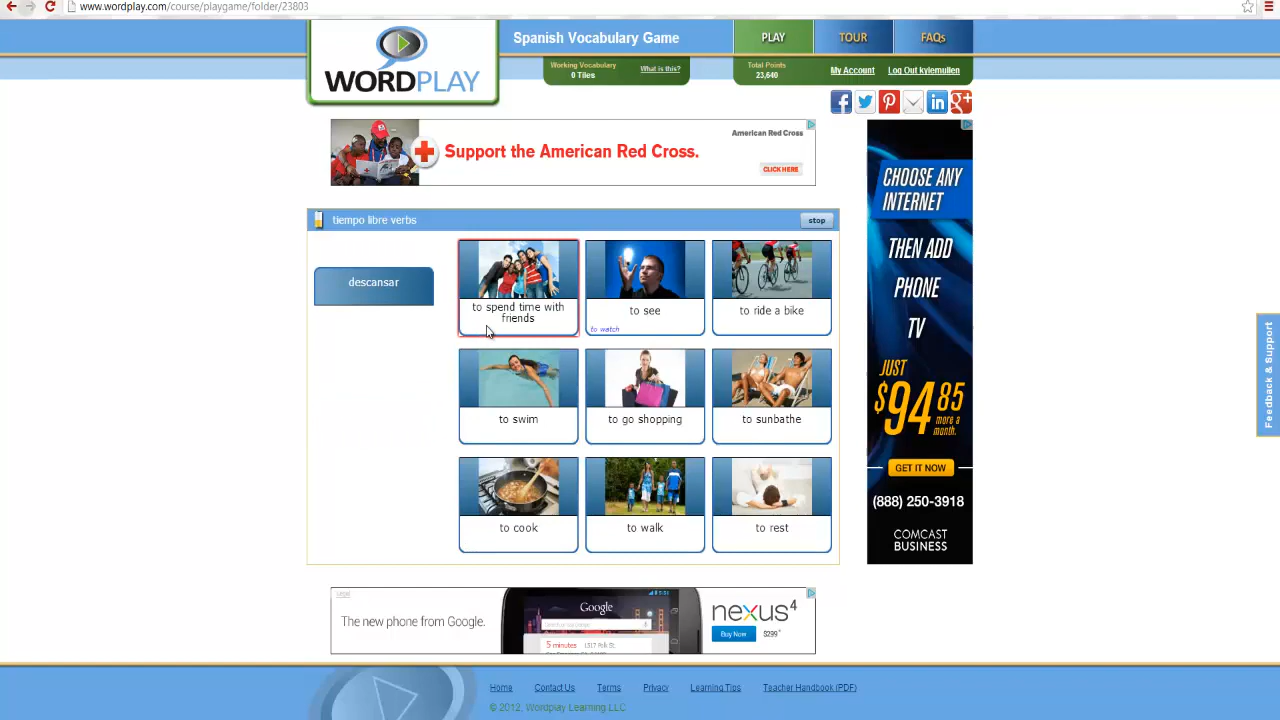 www.wordplay.com/course/playgame/folder/23803
WORDPLAY
Spanish Vocabulary Game
PLAY
TOUR
FAQs
Working Vocabulary
0 Tiles
What is this?
Total Points
23,640
My Account
Log Out kylemullen
American Red Cross
Support the American Red Cross.
CLICK HERE
tiempo libre verbs
stop
descansar
to spend time with
friends
to see
to watch
to ride a bike
to swim
to go shopping
to sunbathe
to cook
to walk
to rest
CHOOSE ANY
INTERNET
THEN ADD
PHONE
TV
JUST
$94.85
more a
month.
GET IT NOW
(888) 250-3918
COMCAST
BUSINESS
Feedback & Support
Legal
The new phone from Google.
Google
5 minutes
nexus 4
Buy Now
$299
Home
Contact Us
Terms
Privacy
Learning Tips
Teacher Handbook (PDF)
© 2012, Wordplay Learning LLC